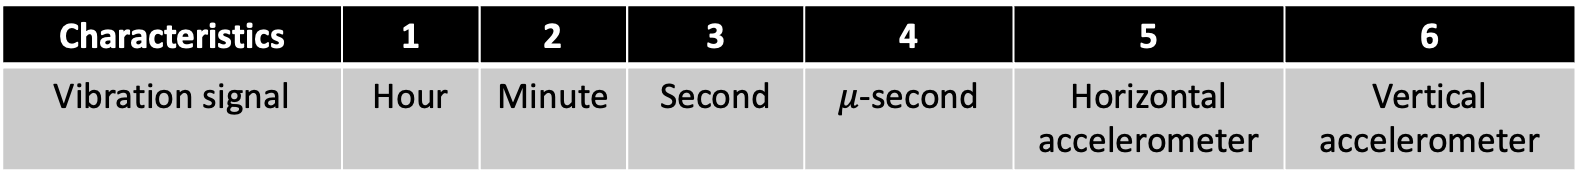 Characteristics 1 2 3 4 5 6
Vibration signal Hour Minute Second μ-second Horizontal accelerometer Vertical accelerometer